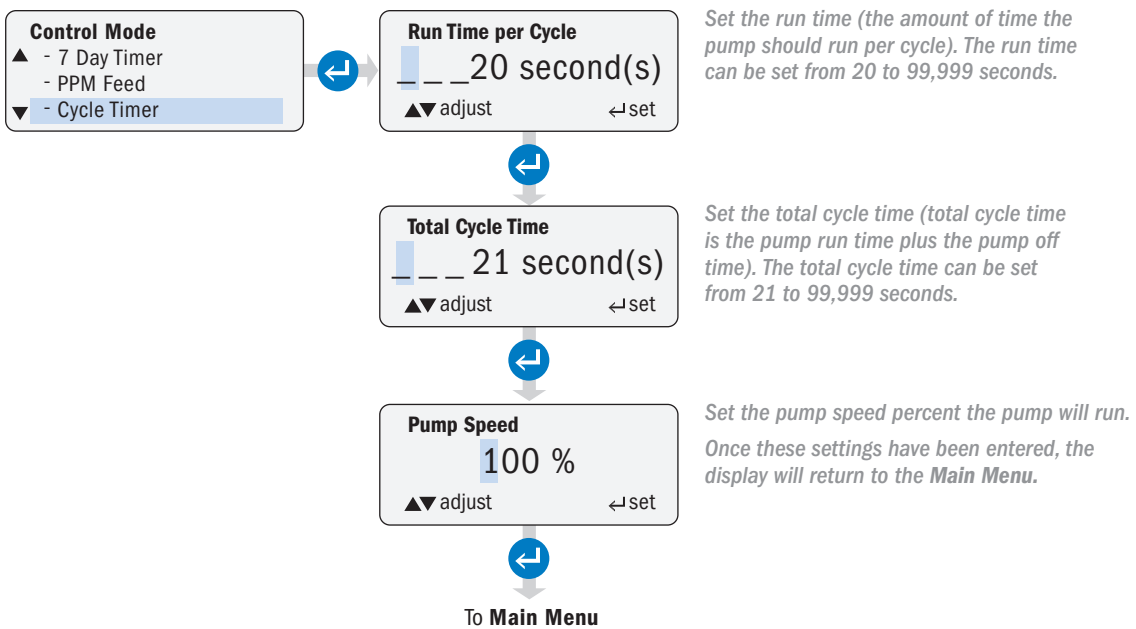 Control Mode
▲ - 7 Day Timer
- PPM Feed
▼ - Cycle Timer
Run Time per Cycle
_ _ _20 second(s)
▲▼ adjust ↵ set
Set the run time (the amount of time the
pump should run per cycle). The run time
can be set from 20 to 99,999 seconds.
Total Cycle Time
_ _ _ 21 second(s)
▲▼ adjust ↵ set
Set the total cycle time (total cycle time
is the pump run time plus the pump off
time). The total cycle time can be set
from 21 to 99,999 seconds.
Pump Speed
100 %
▲▼ adjust ↵ set
Set the pump speed percent the pump will run.
Once these settings have been entered, the
display will return to the Main Menu.
To Main Menu